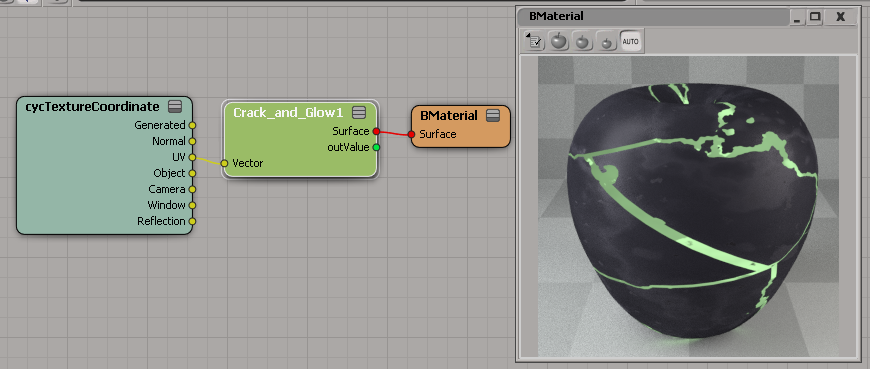 cycTextureCoordinate
Generated
Normal
UV
Object
Camera
Window
Reflection
Crack_and_Glow1
Surface
outValue
Vector
BMaterial
Surface
BMaterial
AUTO